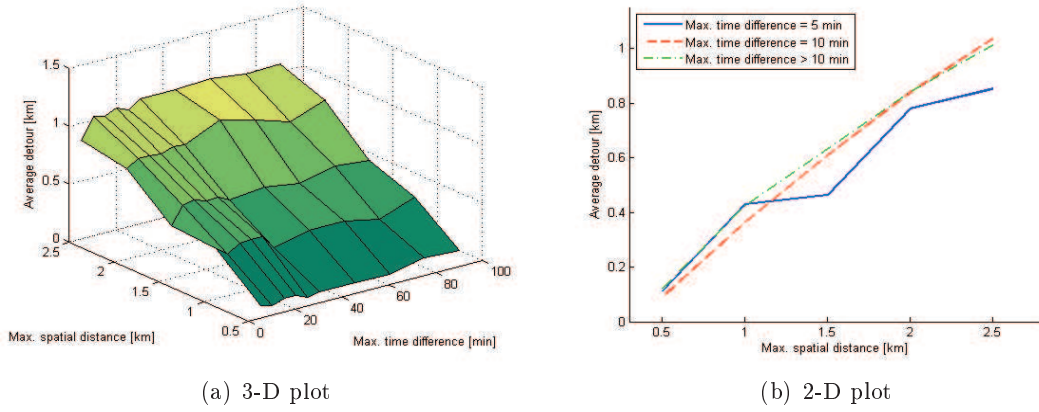 1.5
1
0.5
0
Average detour [km]
2.5
2
1.5
1
0.5
Max. spatial distance [km]
0
20
40
60
80
100
Max. time difference [min]
(a) 3-D plot
Max. time difference = 5 min
Max. time difference = 10 min
Max. time difference > 10 min
1
0.8
0.6
0.4
0.2
0
Average detour [km]
0.5
1
1.5
2
2.5
Max. spatial distance [km]
(b) 2-D plot